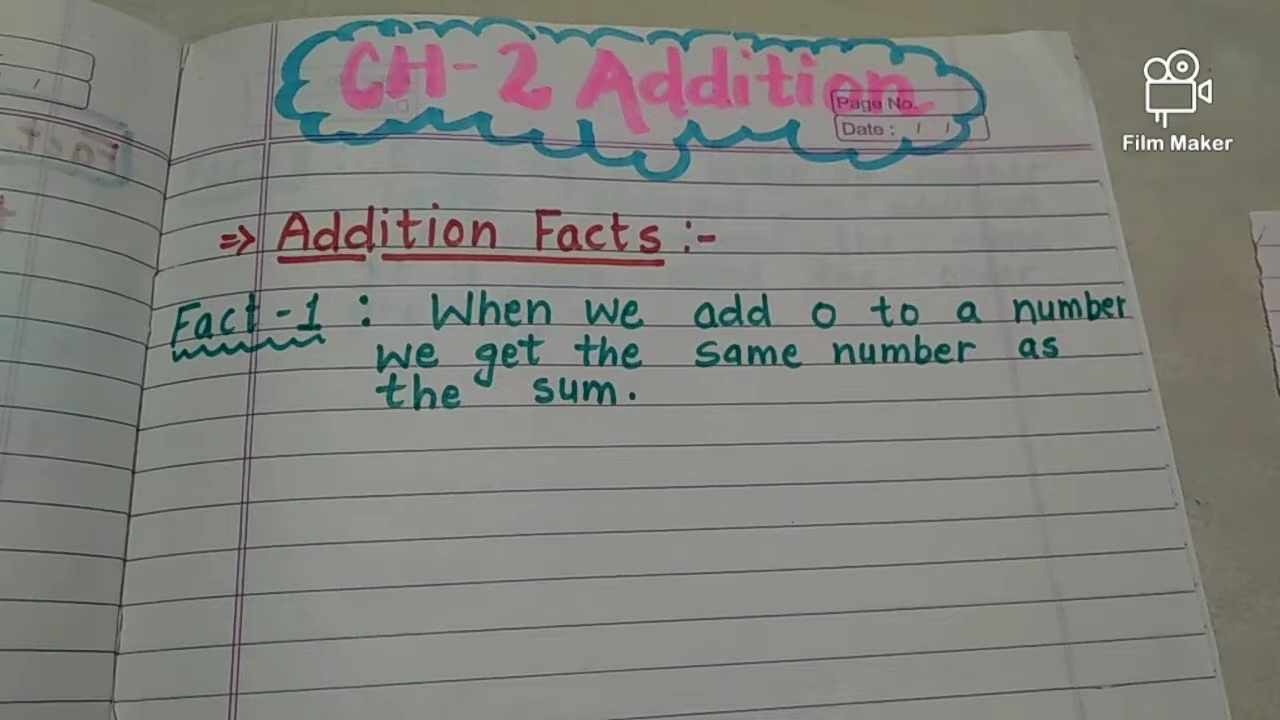 CH-2 Addition
Page No.
Date : / /
Film Maker
Fact
⇒ Addition Facts :-
Fact-1 : When we add 0 to a number
we get the same number as
the sum.